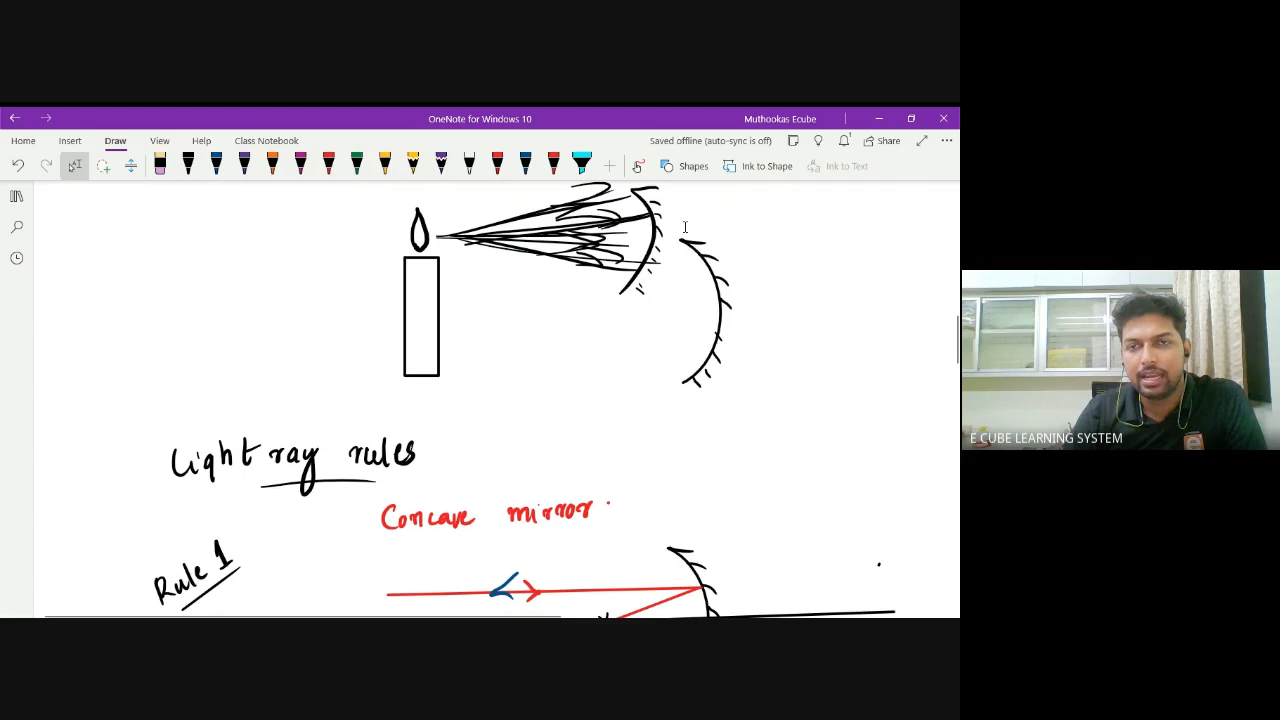 OneNote for Windows 10
Muthookas Ecube
Home Insert Draw View Help Class Notebook
Saved offline (auto-sync is off)
Share
Shapes
Ink to Shape
Ink to Text
Light ray rules
Concave mirror.
Rule 1
E CUBE LEARNING SYSTEM